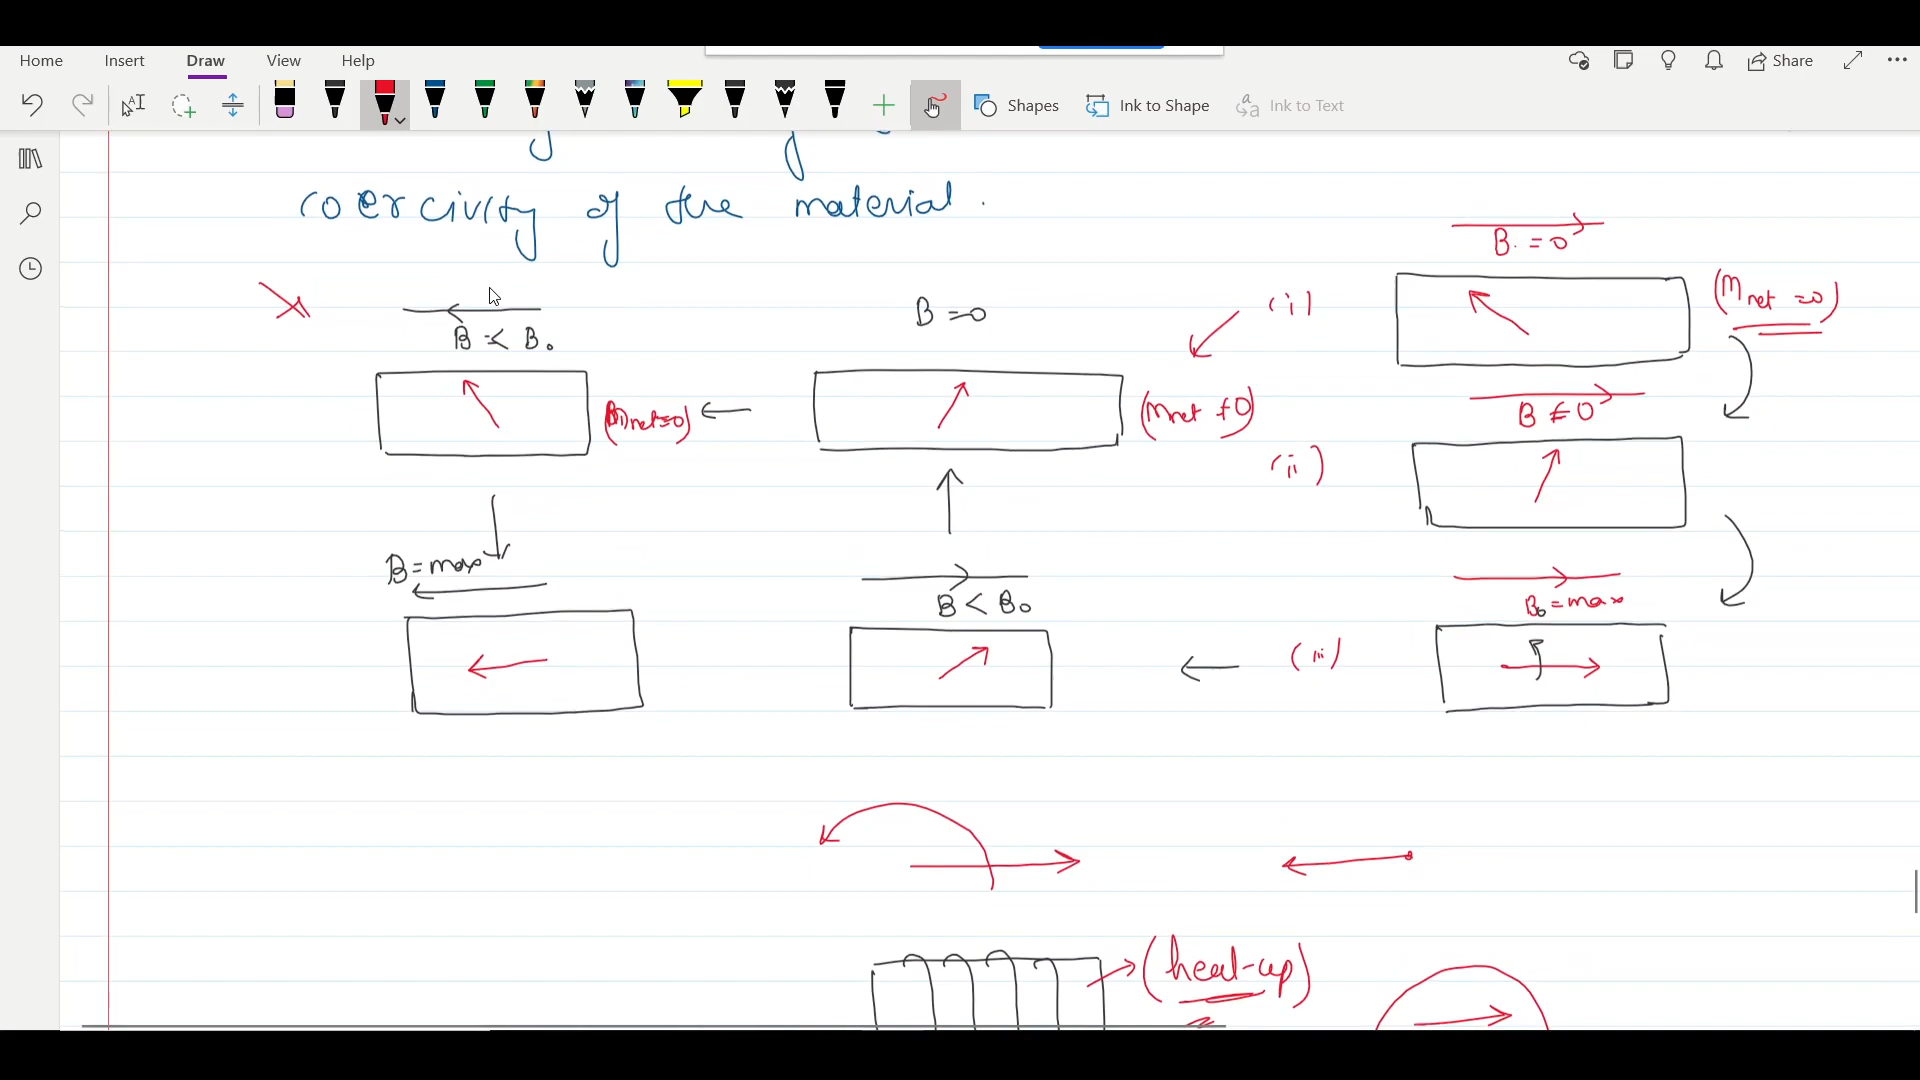 Home Insert Draw View Help
Share
Shapes Ink to Shape Ink to Text
coercivity of the material.
B = 0
(i)
(Mnet = 0)
B < B₀
B = 0
(Mnet = 0)
(Mnet ≠ 0)
B ≠ 0
(ii)
B = max
B < B₀
B₀ = max
(iii)
(heat-up)